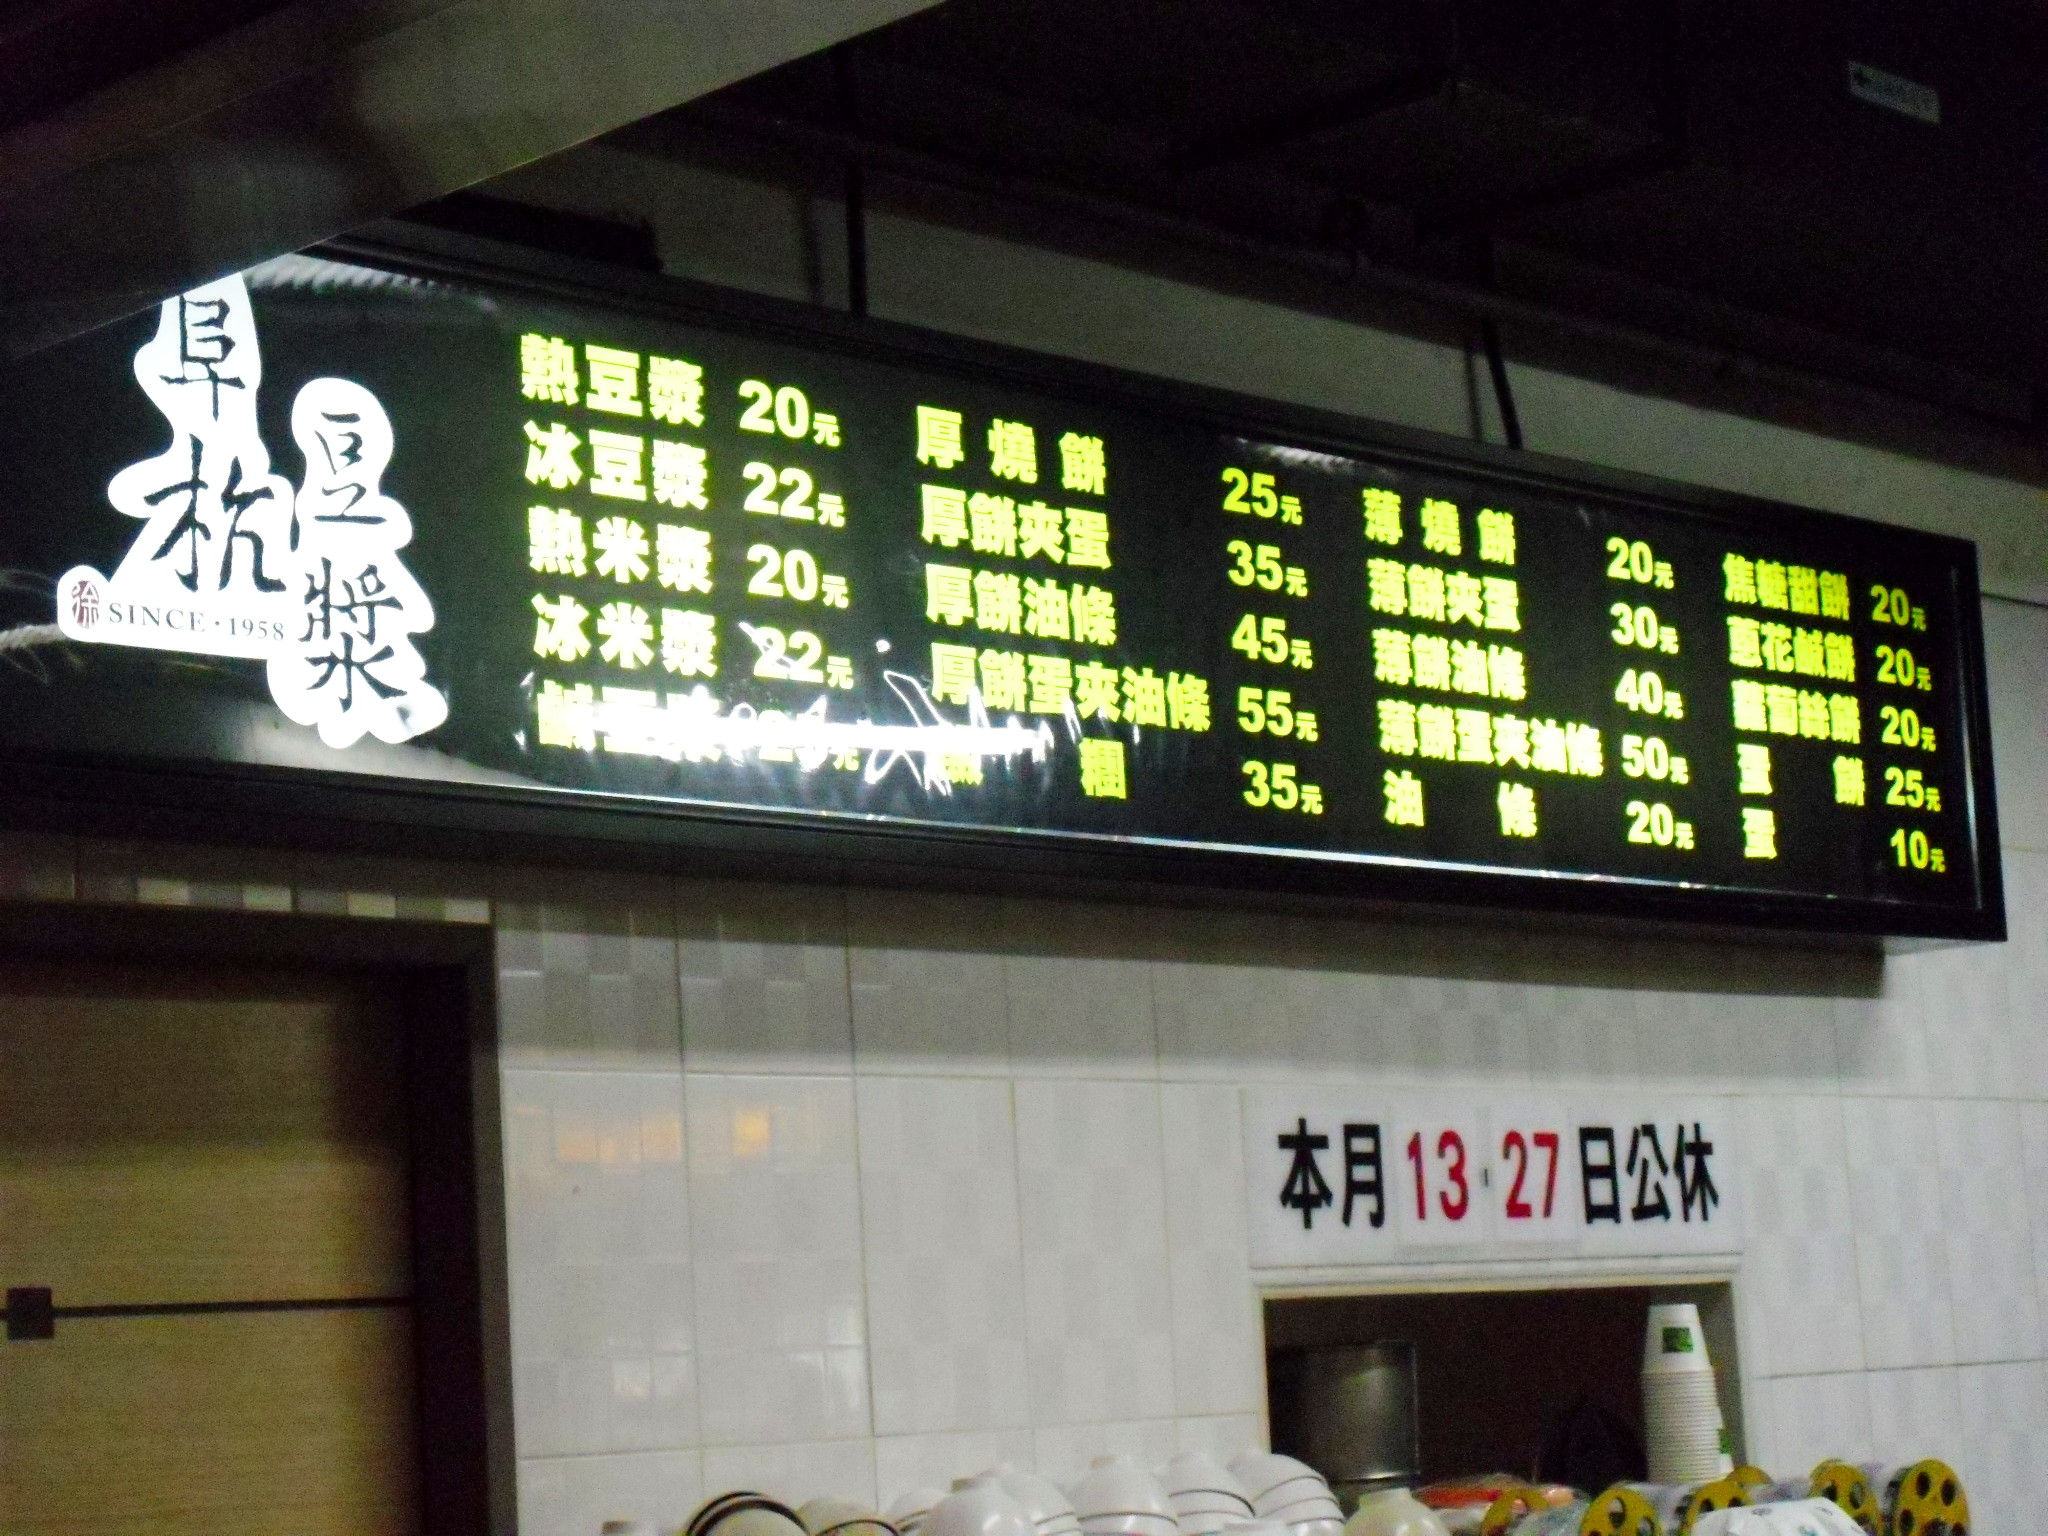 阜杭
豆漿
徐 SINCE·1958
熱豆漿 20元
冰豆漿 22元
熱米漿 20元
冰米漿 22元
鹹豆漿 25元
厚燒餅 25元
厚餅夾蛋 35元
厚餅油條 45元
厚餅蛋夾油條 55元
糰 35元
薄燒餅 20元
薄餅夾蛋 30元
薄餅油條 40元
薄餅蛋夾油條 50元
油條 20元
焦糖甜餅 20元
蔥花鹹餅 20元
蘿蔔絲餅 20元
蛋餅 25元
蛋 10元
本月13·27日公休